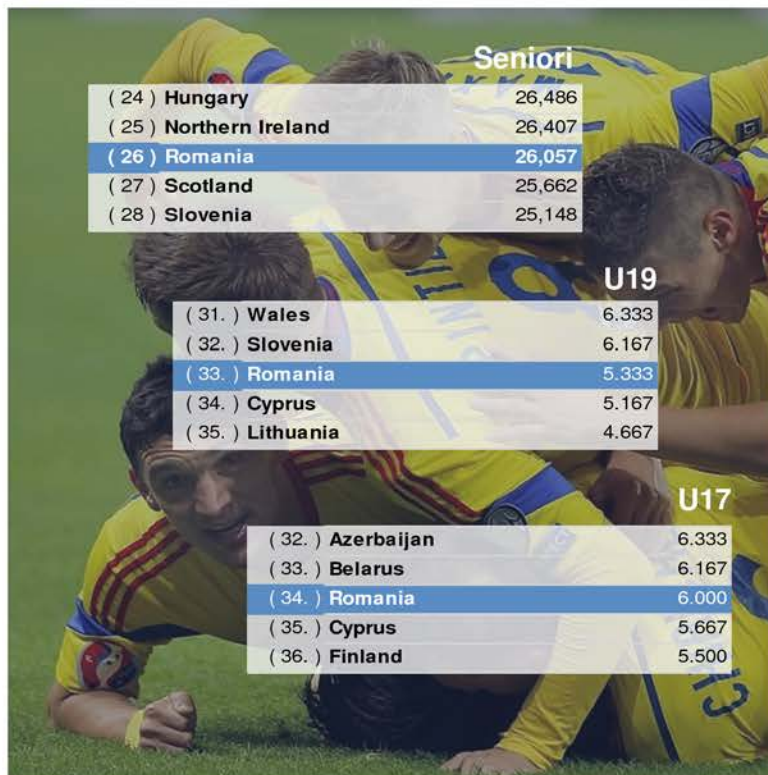 Seniori
( 24 ) Hungary 26,486
( 25 ) Northern Ireland 26,407
( 26 ) Romania 26,057
( 27 ) Scotland 25,662
( 28 ) Slovenia 25,148
U19
( 31. ) Wales 6.333
( 32. ) Slovenia 6.167
( 33. ) Romania 5.333
( 34. ) Cyprus 5.167
( 35. ) Lithuania 4.667
U17
( 32. ) Azerbaijan 6.333
( 33. ) Belarus 6.167
( 34. ) Romania 6.000
( 35. ) Cyprus 5.667
( 36. ) Finland 5.500